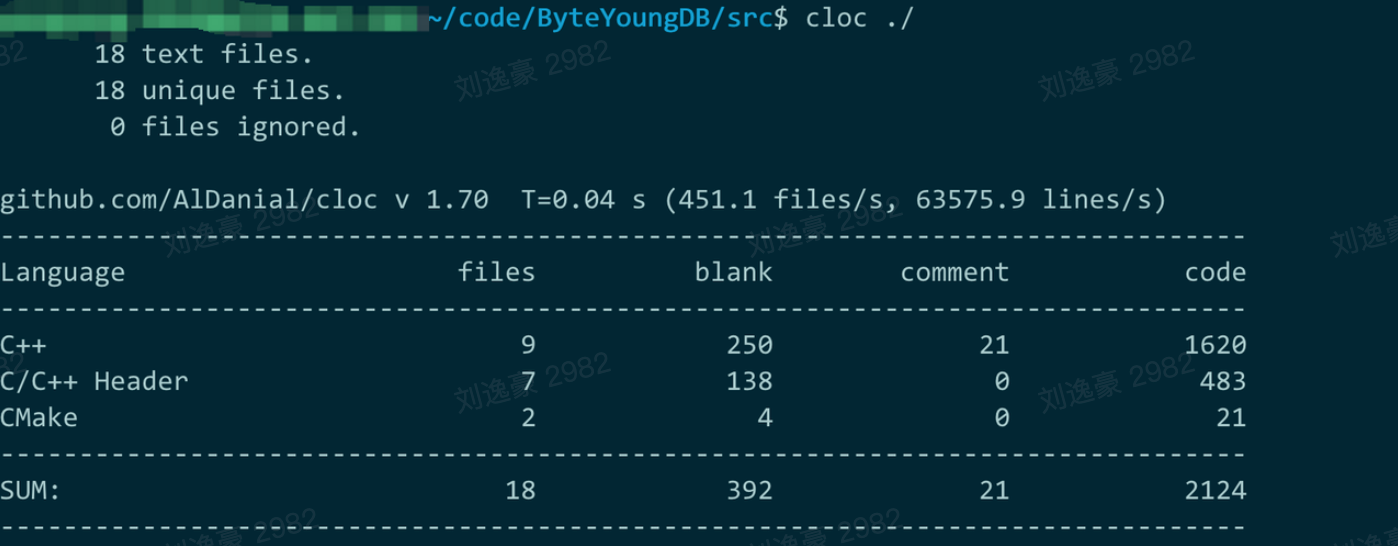 ~/code/ByteYoungDB/src$ cloc ./
18 text files.
18 unique files.
0 files ignored.
github.com/AlDanial/cloc v 1.70  T=0.04 s (451.1 files/s, 63575.9 lines/s)
-------------------------------------------------------------------------------
Language                     files          blank        comment           code
-------------------------------------------------------------------------------
C++                              9            250             21           1620
C/C++ Header                     7            138              0            483
CMake                            2              4              0             21
-------------------------------------------------------------------------------
SUM:                            18            392             21           2124
-------------------------------------------------------------------------------
刘逸豪 2982